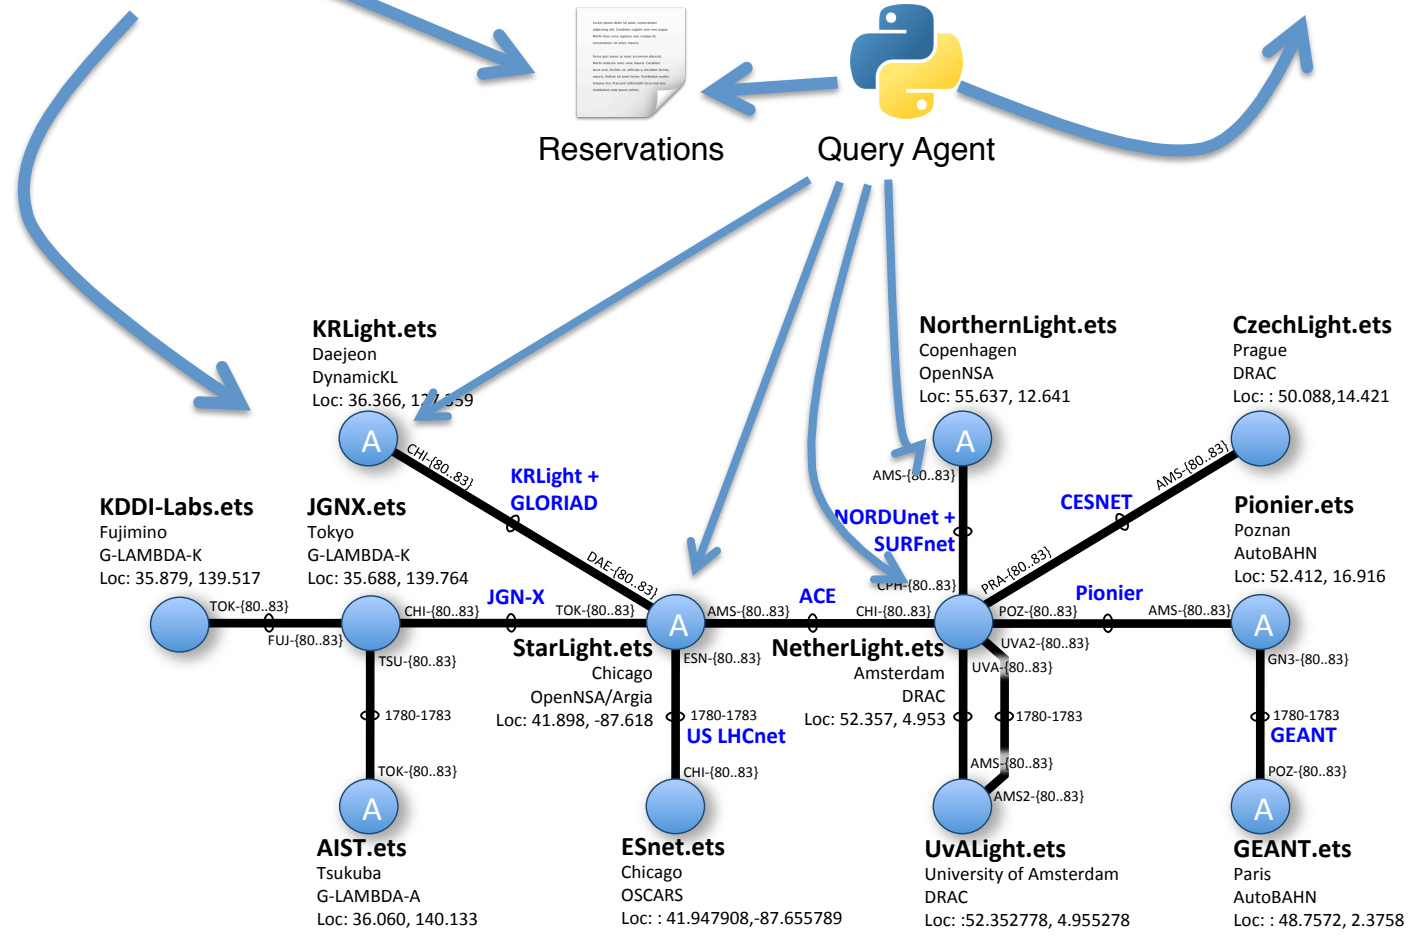 Reservations
Query Agent
KRLight.ets
Daejeon
DynamicKL
Loc: 36.366,
NorthernLight.ets
Copenhagen
OpenNSA
Loc: 55.637, 12.641
CzechLight.ets
Prague
DRAC
Loc: : 50.088,14.421
A
A
CHI-{80..83}
AMS-{80..83}
AMS-{80..83}
KRLight +
GLORIAD
KDDI-Labs.ets
Fujimino
G-LAMBDA-K
Loc: 35.879, 139.517
JGNX.ets
Tokyo
G-LAMBDA-K
Loc: 35.688, 139.764
NORDUnet +
SURFnet
CESNET
Pionier.ets
Poznan
AutoBAHN
Loc: 52.412, 16.916
DAE-{80..83}
CPH-{80..83}
PRA-{80..83}
TOK-{80..83}
FUJ-{80..83}
CHI-{80..83}
JGN-X
TOK-{80..83}
A
AMS-{80..83}
ACE
CHI-{80..83}
POZ-{80..83}
Pionier
AMS-{80..83}
A
TSU-{80..83}
StarLight.ets
Chicago
OpenNSA/Argia
Loc: 41.898, -87.618
ESN-{80..83}
NetherLight.ets
Amsterdam
DRAC
Loc: 52.357, 4.953
UVA2-{80..83}
UVA-{80..83}
GN3-{80..83}
1780-1783
1780-1783
US LHCnet
1780-1783
1780-1783
GEANT
TOK-{80..83}
CHI-{80..83}
AMS-{80..83}
AMS2-{80..83}
POZ-{80..83}
A
A
AIST.ets
Tsukuba
G-LAMBDA-A
Loc: 36.060, 140.133
ESnet.ets
Chicago
OSCARS
Loc: : 41.947908,-87.655789
UvALight.ets
University of Amsterdam
DRAC
Loc: :52.352778, 4.955278
GEANT.ets
Paris
AutoBAHN
Loc: : 48.7572, 2.3758